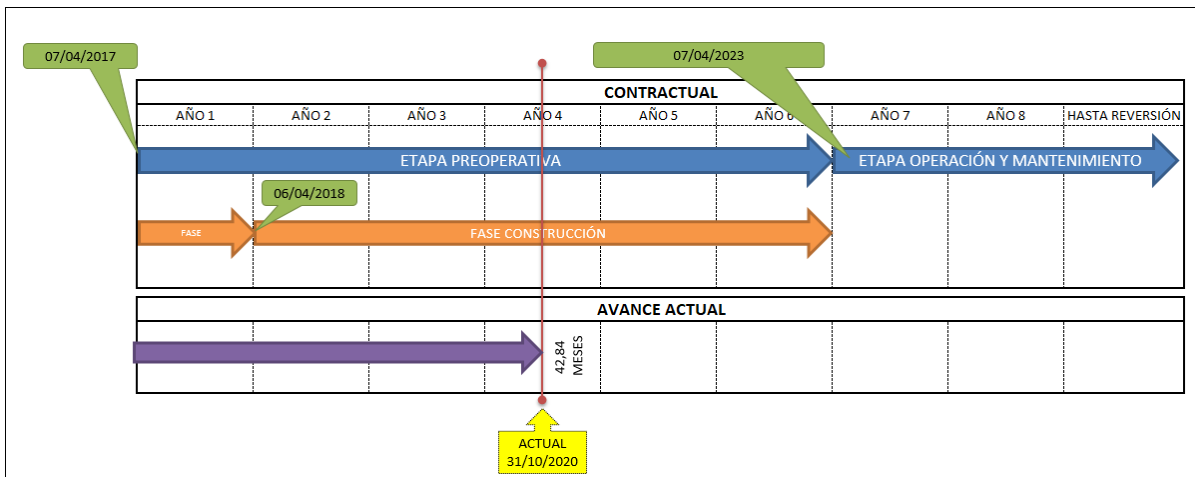 07/04/2017
07/04/2023
CONTRACTUAL
AÑO 1
AÑO 2
AÑO 3
AÑO 4
AÑO 5
AÑO 6
AÑO 7
AÑO 8
HASTA REVERSIÓN
ETAPA PREOPERATIVA
ETAPA OPERACIÓN Y MANTENIMIENTO
06/04/2018
FASE
FASE CONSTRUCCIÓN
AVANCE ACTUAL
42,84
MESES
ACTUAL
31/10/2020